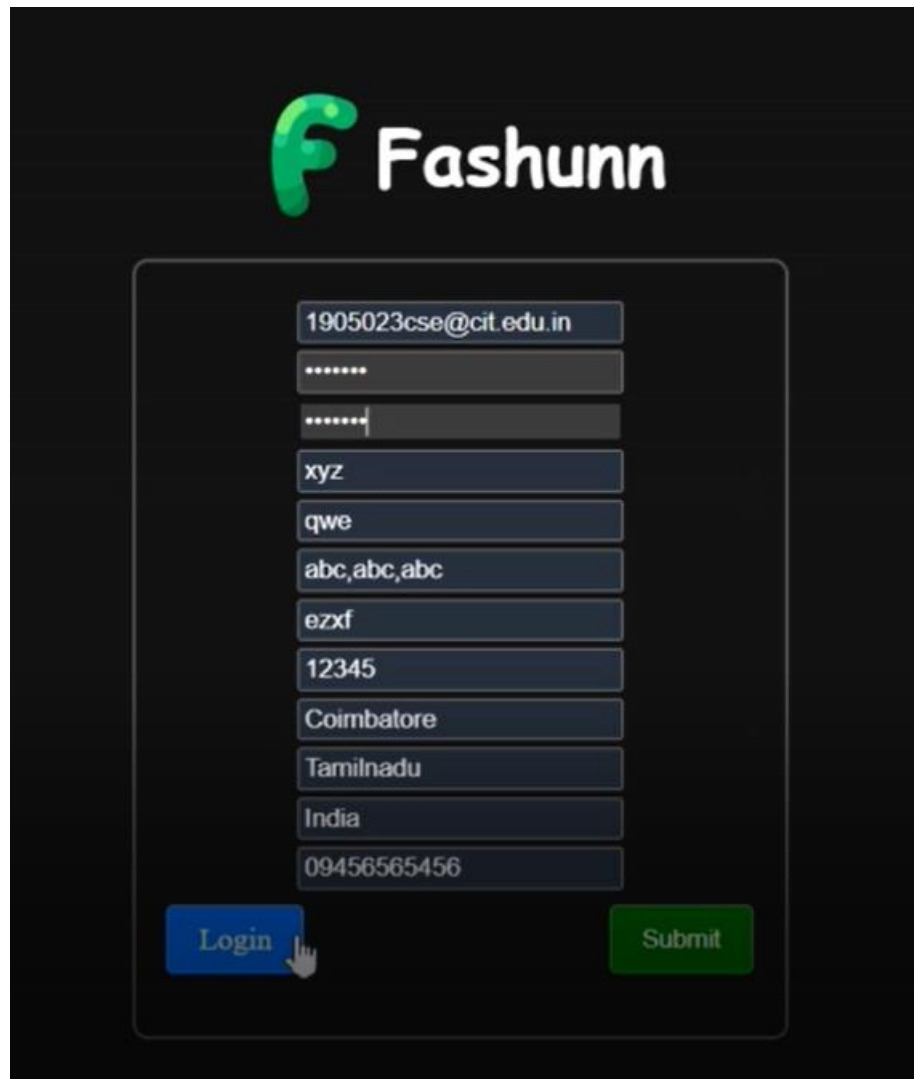 F Fashunn
1905023cse@cit.edu.in
•••••••
•••••••
xyz
qwe
abc,abc,abc
ezxf
12345
Coimbatore
Tamilnadu
India
09456565456
Login
Submit